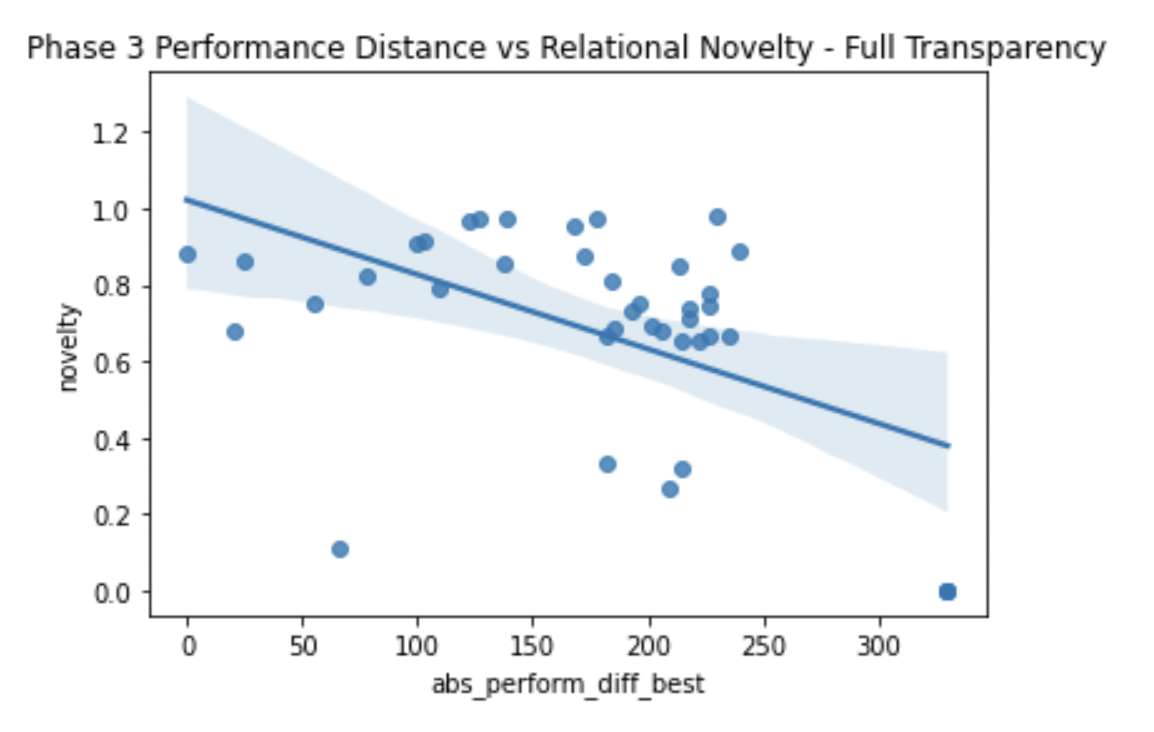 Phase 3 Performance Distance vs Relational Novelty - Full Transparency
1.2
1.0
0.8
0.6
0.4
0.2
0.0
novelty
0 50 100 150 200 250 300
abs_perform_diff_best